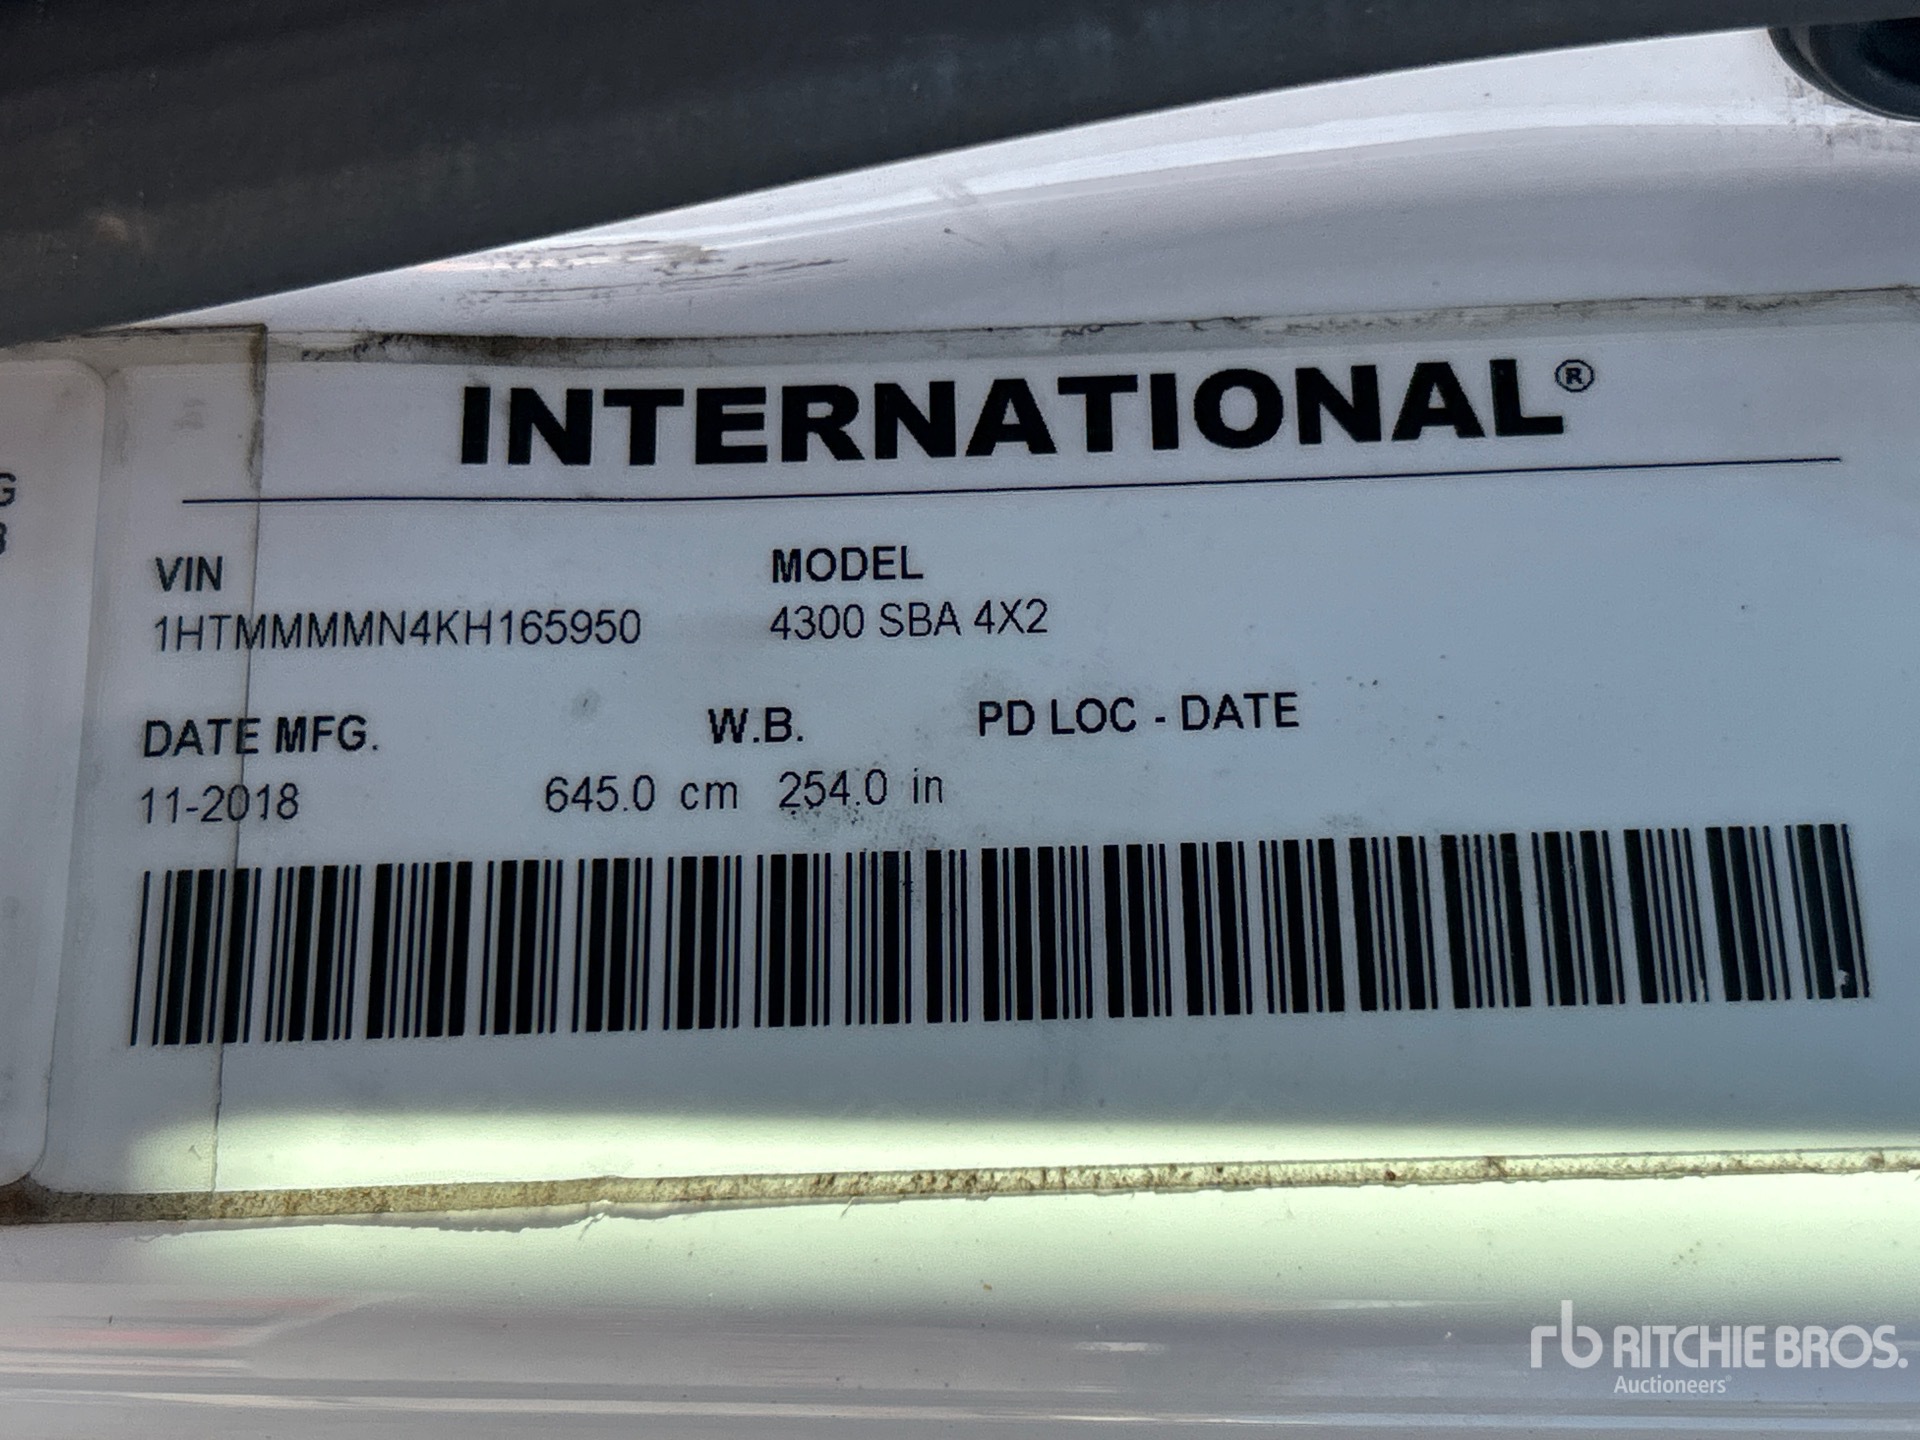 INTERNATIONAL®
VIN MODEL
1HTMMMMN4KH165950 4300 SBA 4X2
DATE MFG. W.B. PD LOC - DATE
11-2018 645.0 cm 254.0 in
rb RITCHIE BROS.
Auctioneers®